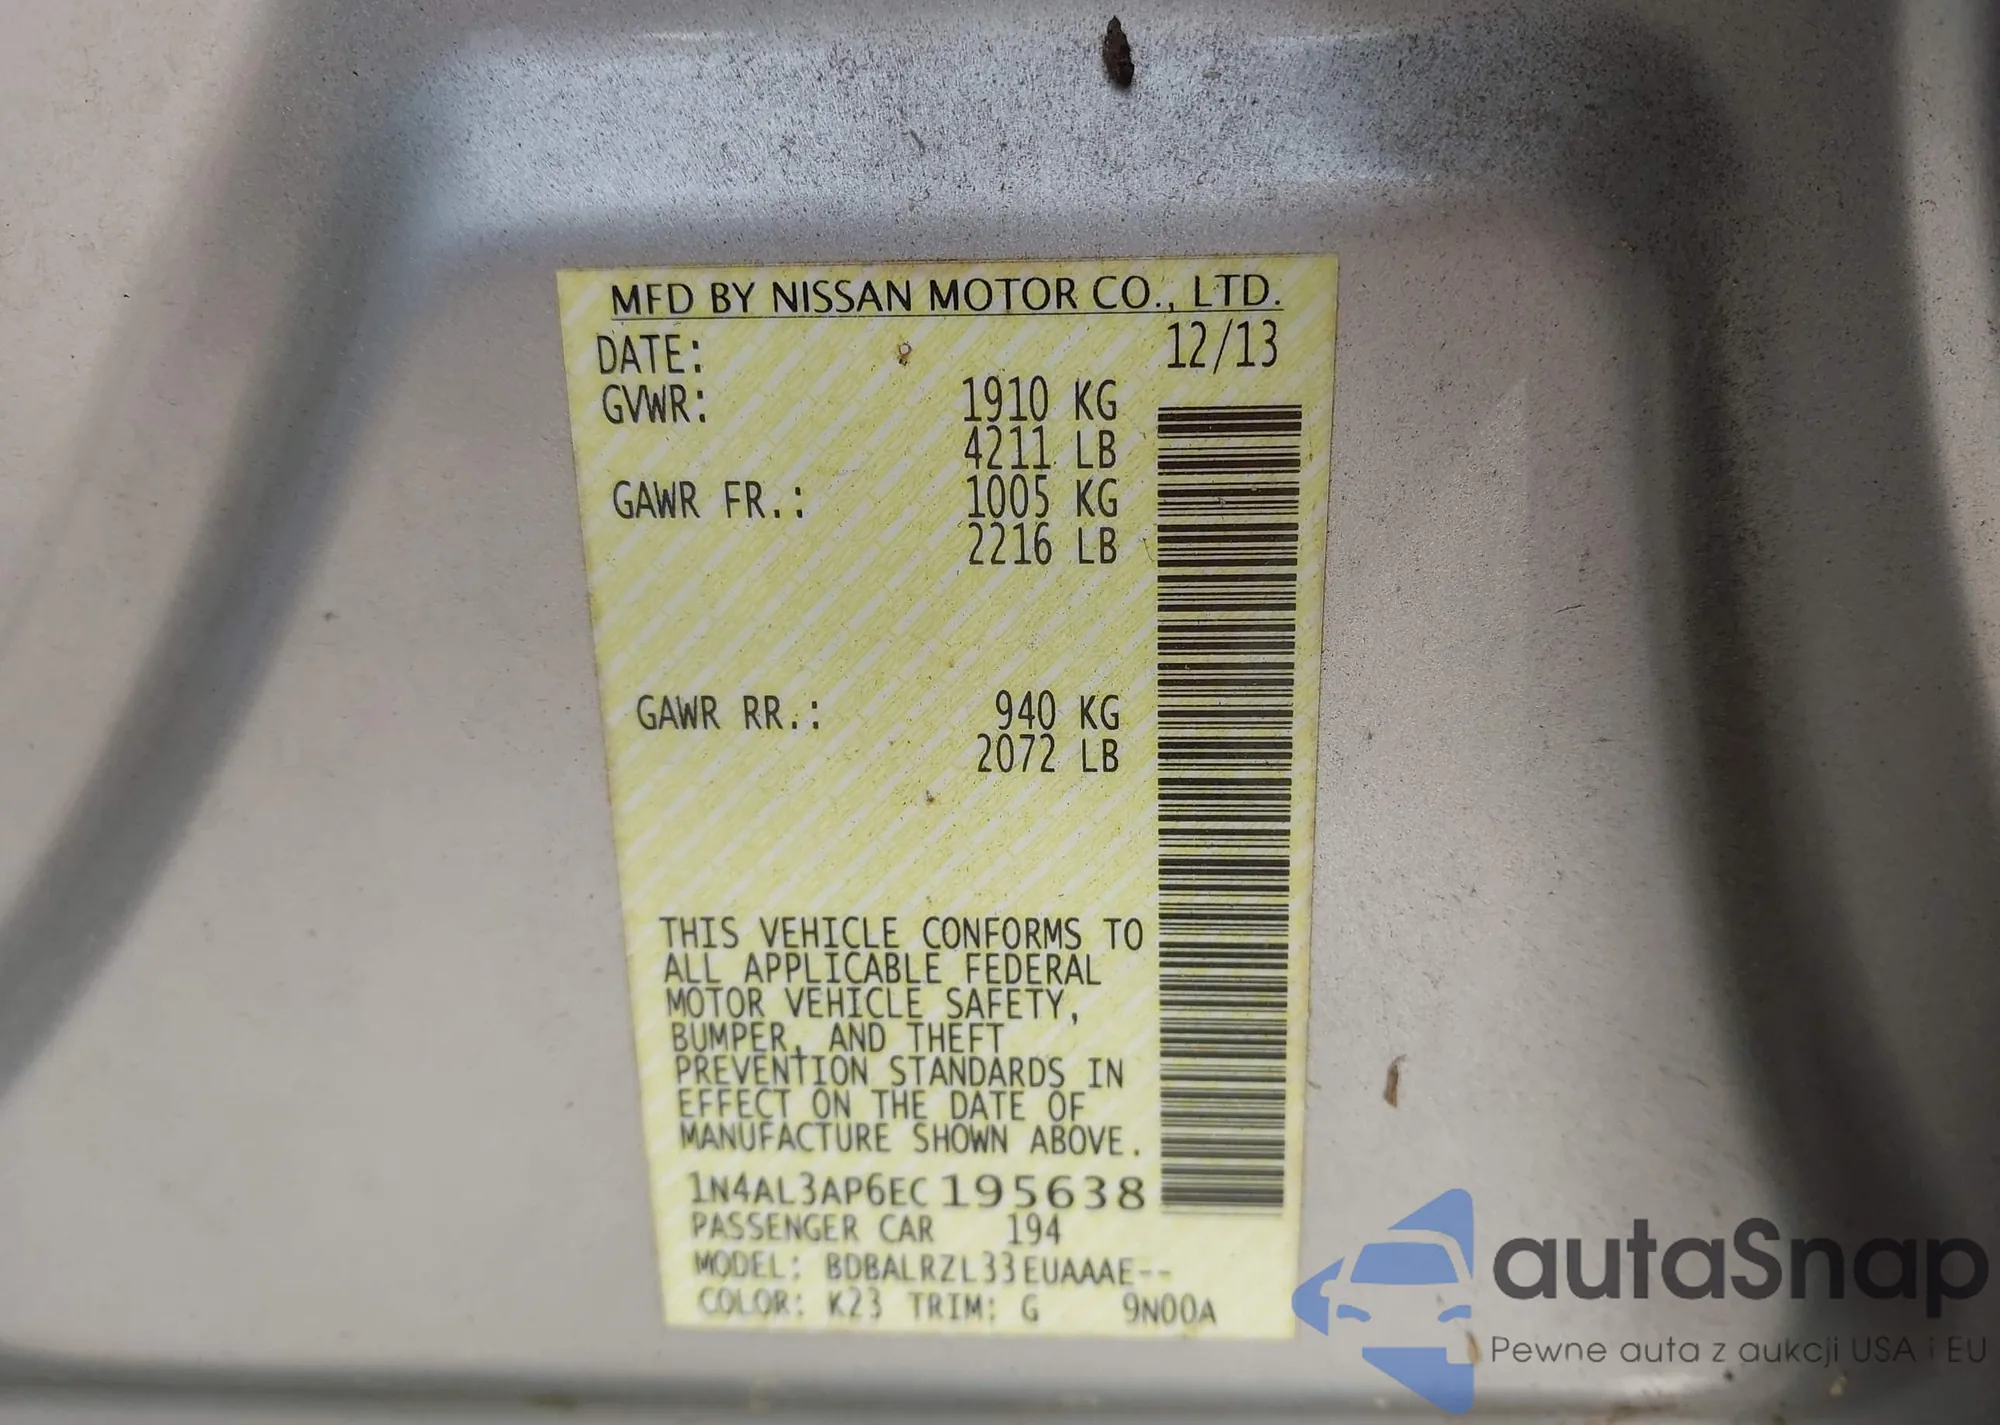 MFD BY NISSAN MOTOR CO., LTD.
DATE: 12/13
GVWR: 1910 KG
4211 LB
GAWR FR.: 1005 KG
2216 LB
GAWR RR.: 940 KG
2072 LB
THIS VEHICLE CONFORMS TO
ALL APPLICABLE FEDERAL
MOTOR VEHICLE SAFETY,
BUMPER, AND THEFT
PREVENTION STANDARDS IN
EFFECT ON THE DATE OF
MANUFACTURE SHOWN ABOVE.
1N4AL3AP6EC195638
PASSENGER CAR 194
MODEL: BDBALRZL33EUAAAE--
COLOR: K23 TRIM: G 9N00A
autaSnap
Pewne auta z aukcji USA i EU